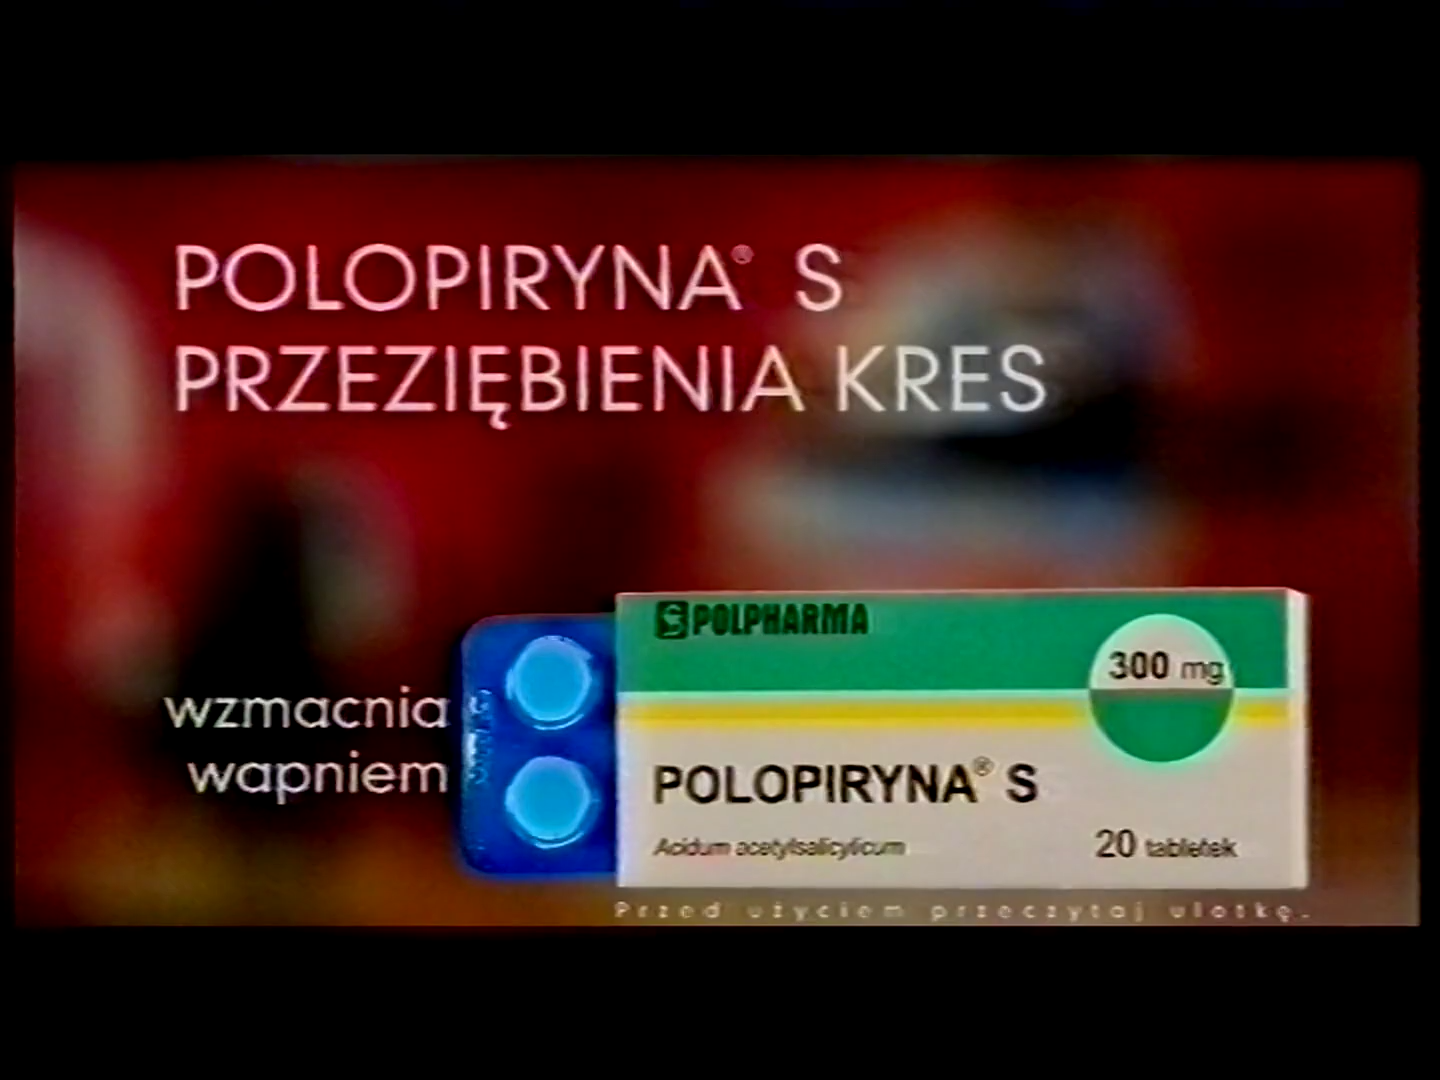 POLOPIRYNA® S
PRZEZIĘBIENIA KRES
wzmacnia
wapniem
POLPHARMA
300 mg
POLOPIRYNA® S
Acidum acetylsalicylicum
20 tabletek
Przed użyciem przeczytaj ulotkę.